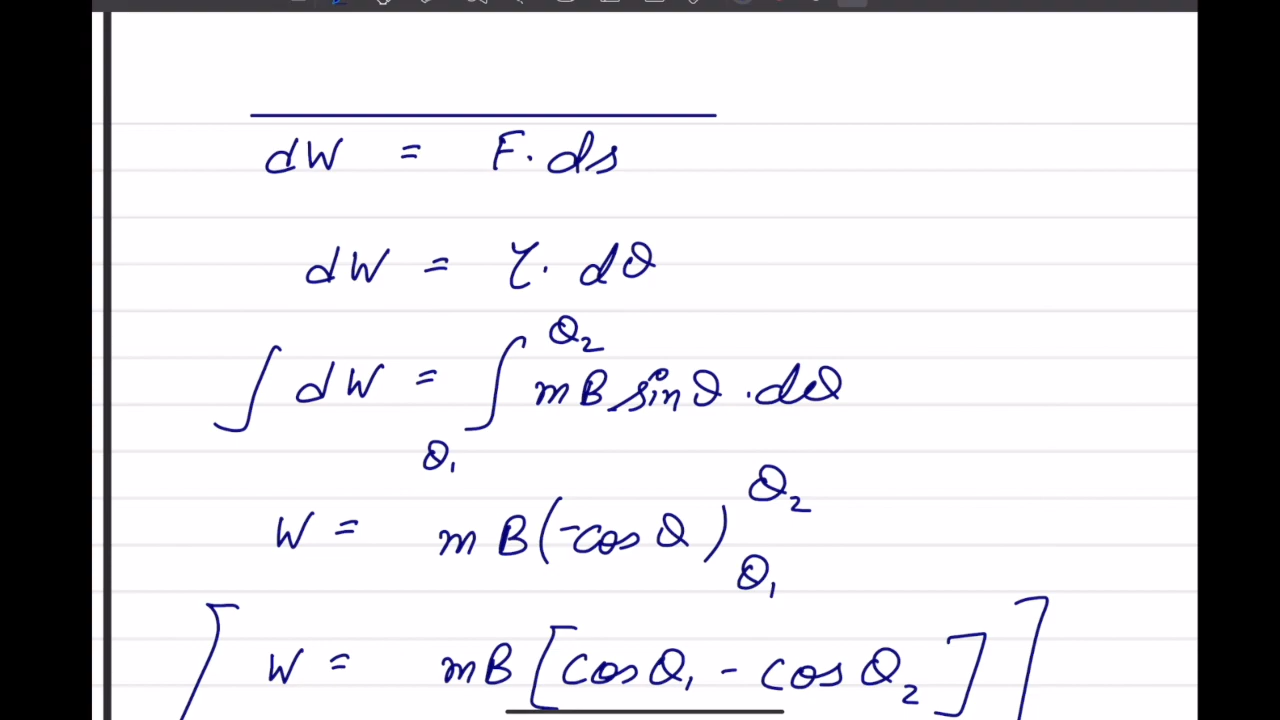 dW = F. ds
dW = τ. dθ
∫ dW = ∫θ₁^θ₂ mB sinθ .dθ
W = mB(-cosθ)θ₁^θ₂
[ W = mB[cosθ₁ - cosθ₂] ]